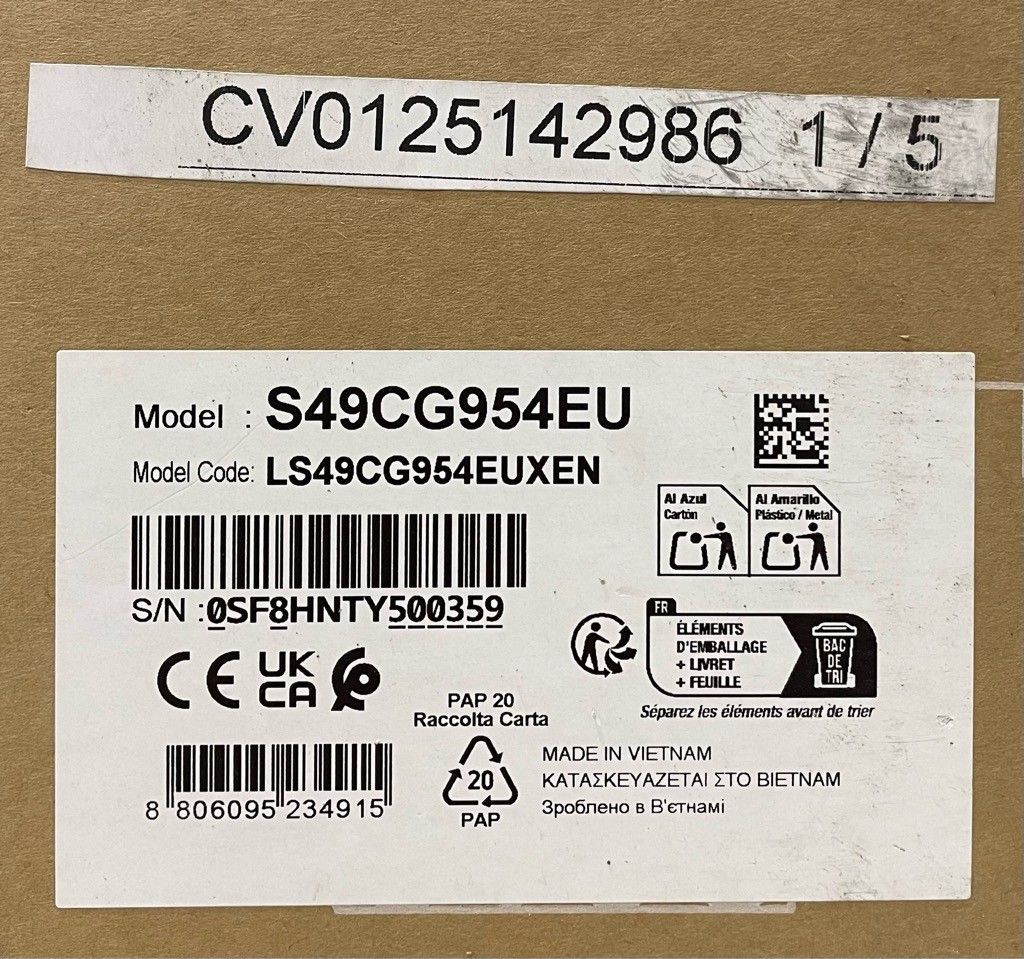 CV0125142986 1 / 5
Model : S49CG954EU
Model Code: LS49CG954EUXEN
Al Azul
Cartón
Al Amarillo
Plástico / Metal
S/N :0SF8HNTY500359
FR
ÉLÉMENTS
D'EMBALLAGE
+ LIVRET
+ FEUILLE
BAC
DE
TRI
Séparez les éléments avant de trier
CE
UK
CA
PAP 20
Raccolta Carta
20
PAP
MADE IN VIETNAM
ΚΑΤΑΣΚΕΥΑΖΕΤΑΙ ΣΤΟ ΒΙΕΤΝΑΜ
Зроблено в В'єтнамі
8 806095 234915